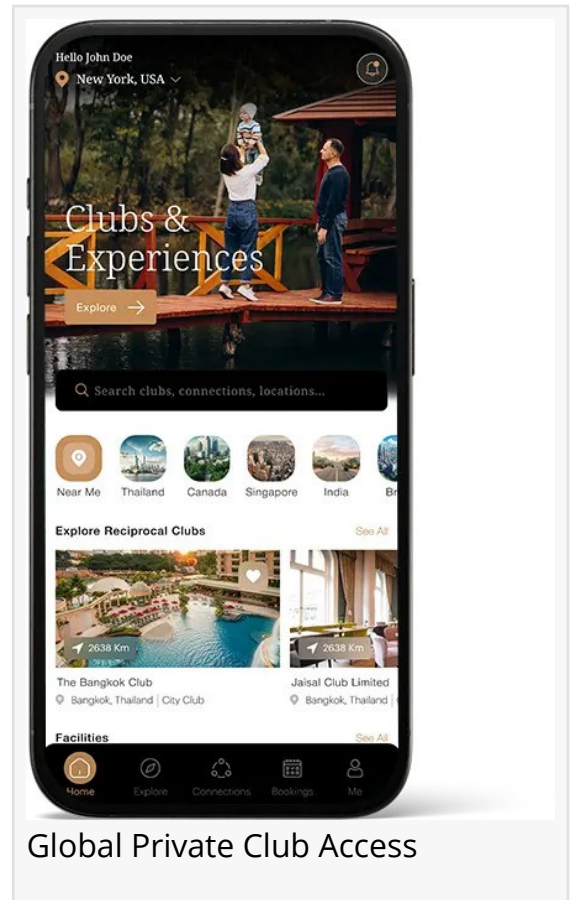 Hello John Doe
New York, USA
Clubs &
Experiences
Explore
Search clubs, connections, locations...
Near Me Thailand Canada Singapore India Br
Explore Reciprocal Clubs See All
2638 Km 2638 Km
The Bangkok Club Jaisal Club Limited
Bangkok, Thailand | City Club Bangkok, Thailand |
Facilities See All
Home Explore Connections Bookings Me
Global Private Club Access